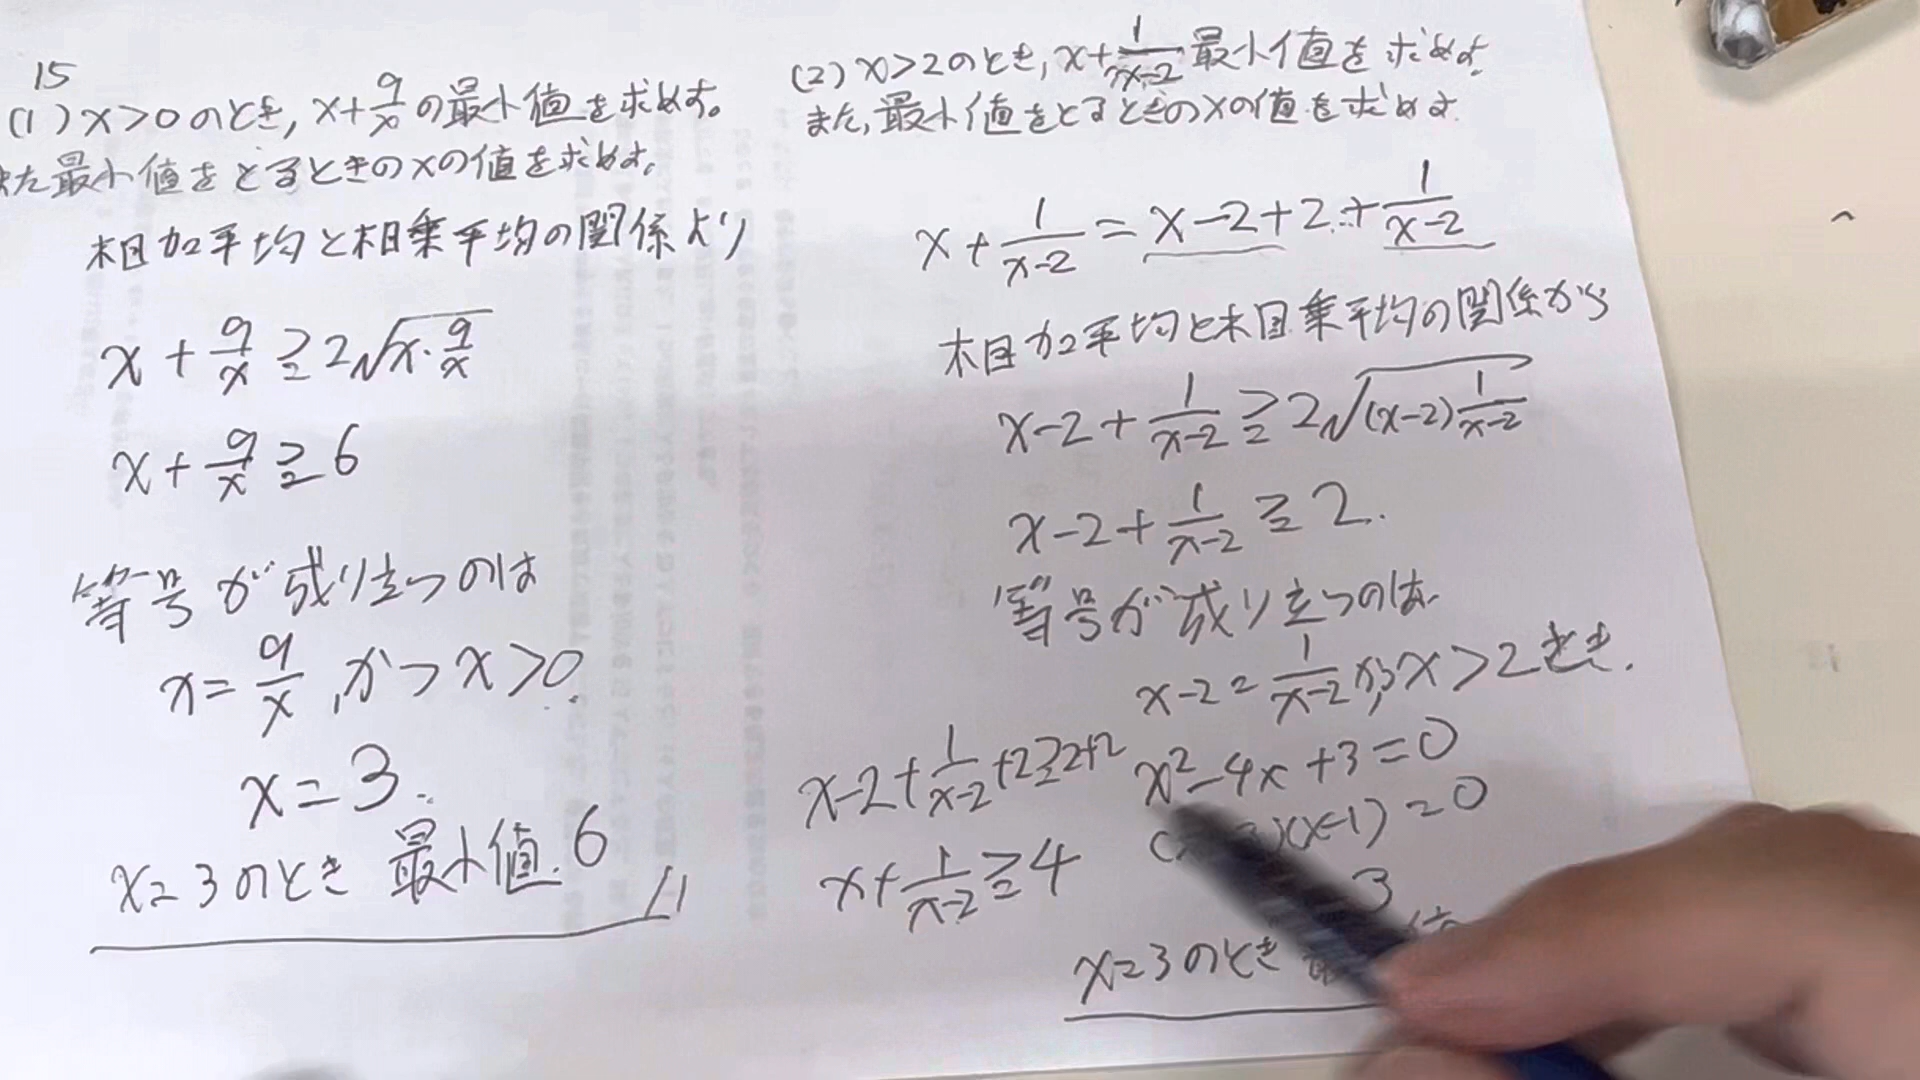 15
(1) x>0のとき, x+9/x の最小値を求めよ。
また最小値をとるときのxの値を求めよ。
相加平均と相乗平均の関係より
x + 9/x ≧ 2√(x・9/x)
x + 9/x ≧ 6
等号が成り立つのは
x = 9/x, かつ x > 0.
x = 3.
x=3のとき 最小値. 6
(2) x>2のとき, x+1/(x-2) 最小値を求めよ.
また, 最小値をとるときのxの値を求めよ.
x + 1/(x-2) = x-2+2+1/(x-2)
相加平均と相乗平均の関係から
x-2+1/(x-2) ≧ 2√((x-2)1/(x-2))
x-2+1/(x-2) ≧ 2.
等号が成り立つのは
x-2 = 1/(x-2) かつ x>2 とき.
x²-4x+3=0
)(x-1)=0
3
x-2+1/(x-2)+2≧2+2
x+1/(x-2)≧4
x=3のとき 最 値